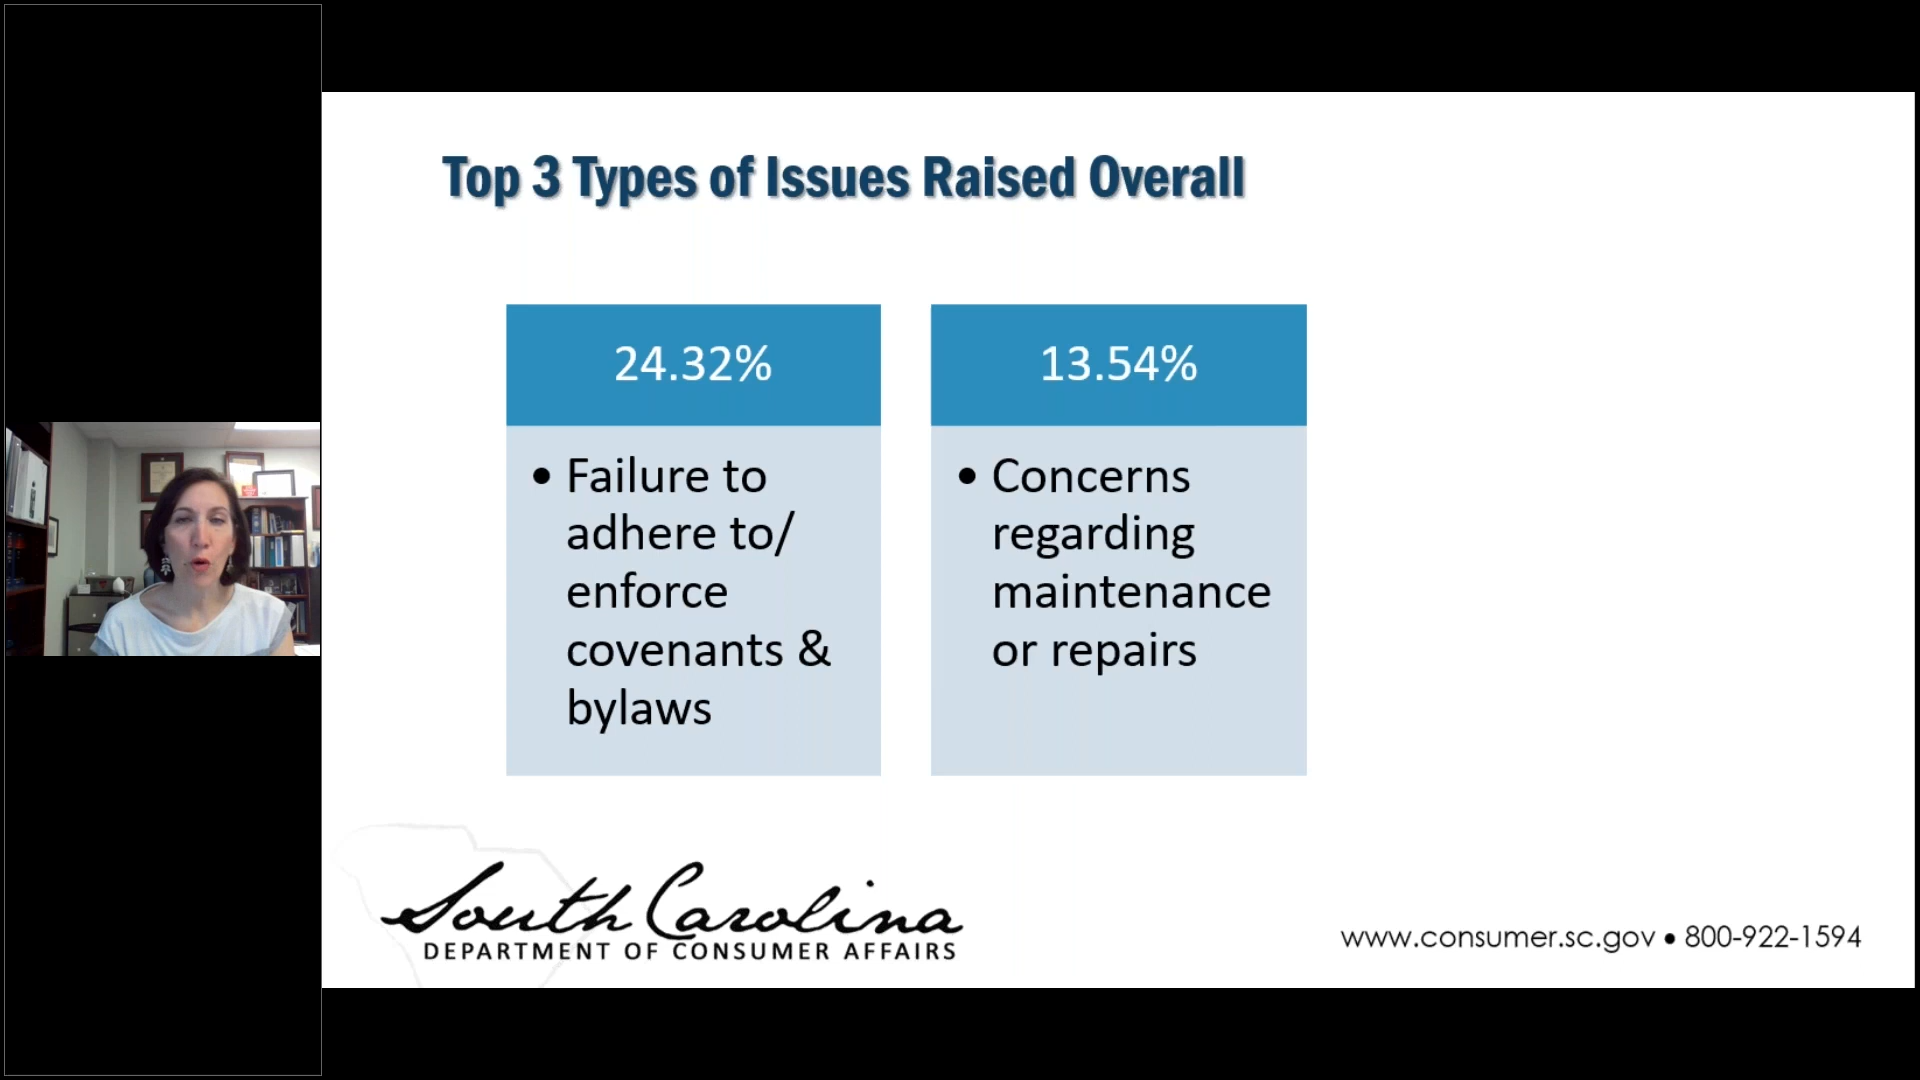 Top 3 Types of Issues Raised Overall
24.32%
• Failure to
adhere to/
enforce
covenants &
bylaws
13.54%
• Concerns
regarding
maintenance
or repairs
South Carolina
DEPARTMENT OF CONSUMER AFFAIRS
www.consumer.sc.gov • 800-922-1594